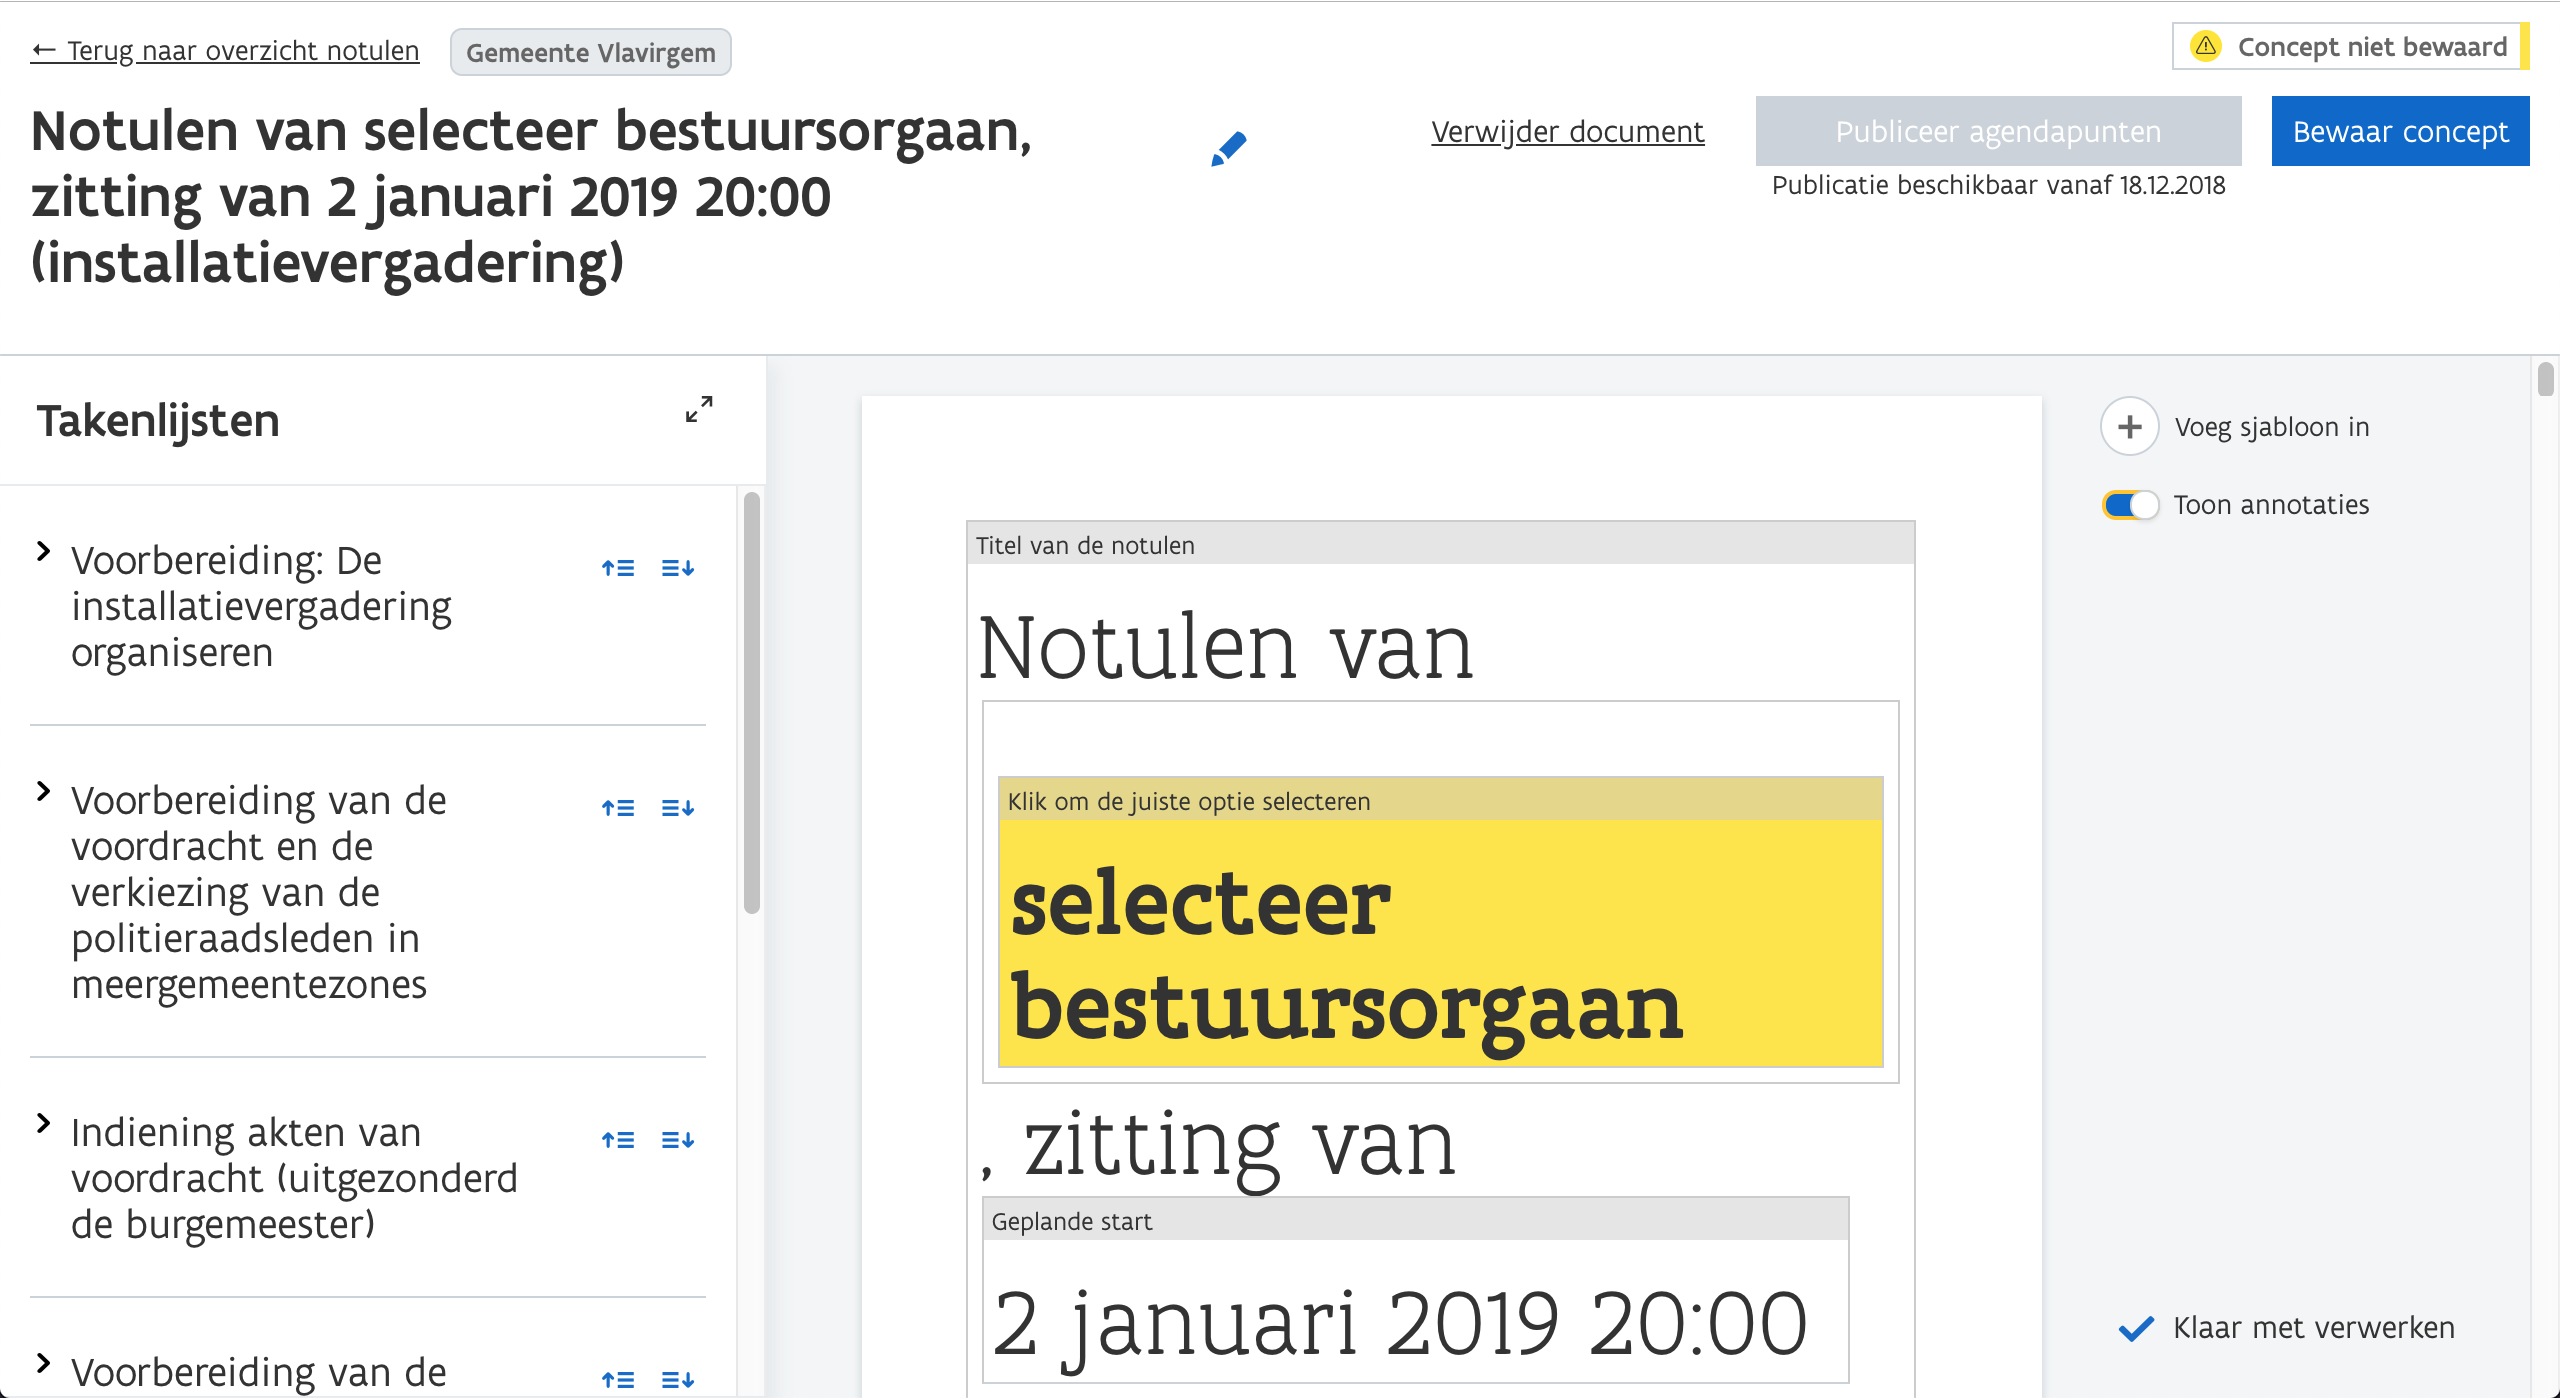 ← Terug naar overzicht notulen
Gemeente Vlavirgem
Concept niet bewaard
Notulen van selecteer bestuursorgaan,
zitting van 2 januari 2019 20:00
(installatievergadering)
Verwijder document
Publiceer agendapunten
Bewaar concept
Publicatie beschikbaar vanaf 18.12.2018
Takenlijsten
Voorbereiding: De
installatievergadering
organiseren
Voorbereiding van de
voordracht en de
verkiezing van de
politieraadsleden in
meergemeentezones
Indiening akten van
voordracht (uitgezonderd
de burgemeester)
Voorbereiding van de
Titel van de notulen
Notulen van
Klik om de juiste optie selecteren
selecteer
bestuursorgaan
, zitting van
Geplande start
2 januari 2019 20:00
Voeg sjabloon in
Toon annotaties
Klaar met verwerken